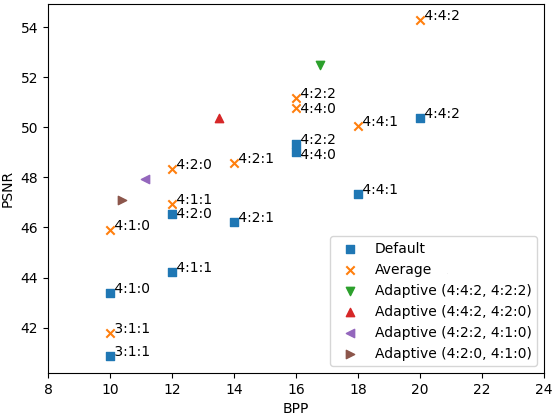 4:4:2
54
52
4:2:2
4:4:0
4:4:2
4:4:1
50
4:2:2
4:4:0
4:2:1
4:2:0
48
4:4:1
4:1:1
4:2:0
4:2:1
46
4:1:0
4:1:1
44
4:1:0
42
3:1:1
3:1:1
PSNR
Default
Average
Adaptive (4:4:2, 4:2:2)
Adaptive (4:4:2, 4:2:0)
Adaptive (4:2:2, 4:1:0)
Adaptive (4:2:0, 4:1:0)
8 10 12 14 16 18 20 22 24
BPP